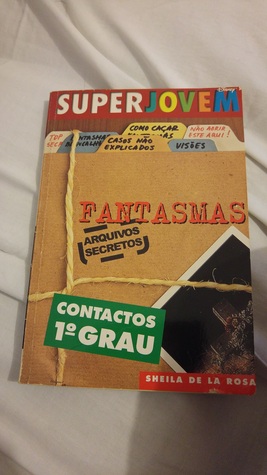 Disney
SUPERJOVEM
TOP
COMO CAÇAR
NÃO ABRIR
ESTE AQUI!
CASOS NÃO
EXPLICADOS
VISÕES
FANTASMAS
ARQUIVOS
SECRETOS
CONTACTOS
1º GRAU
SHEILA DE LA ROSA